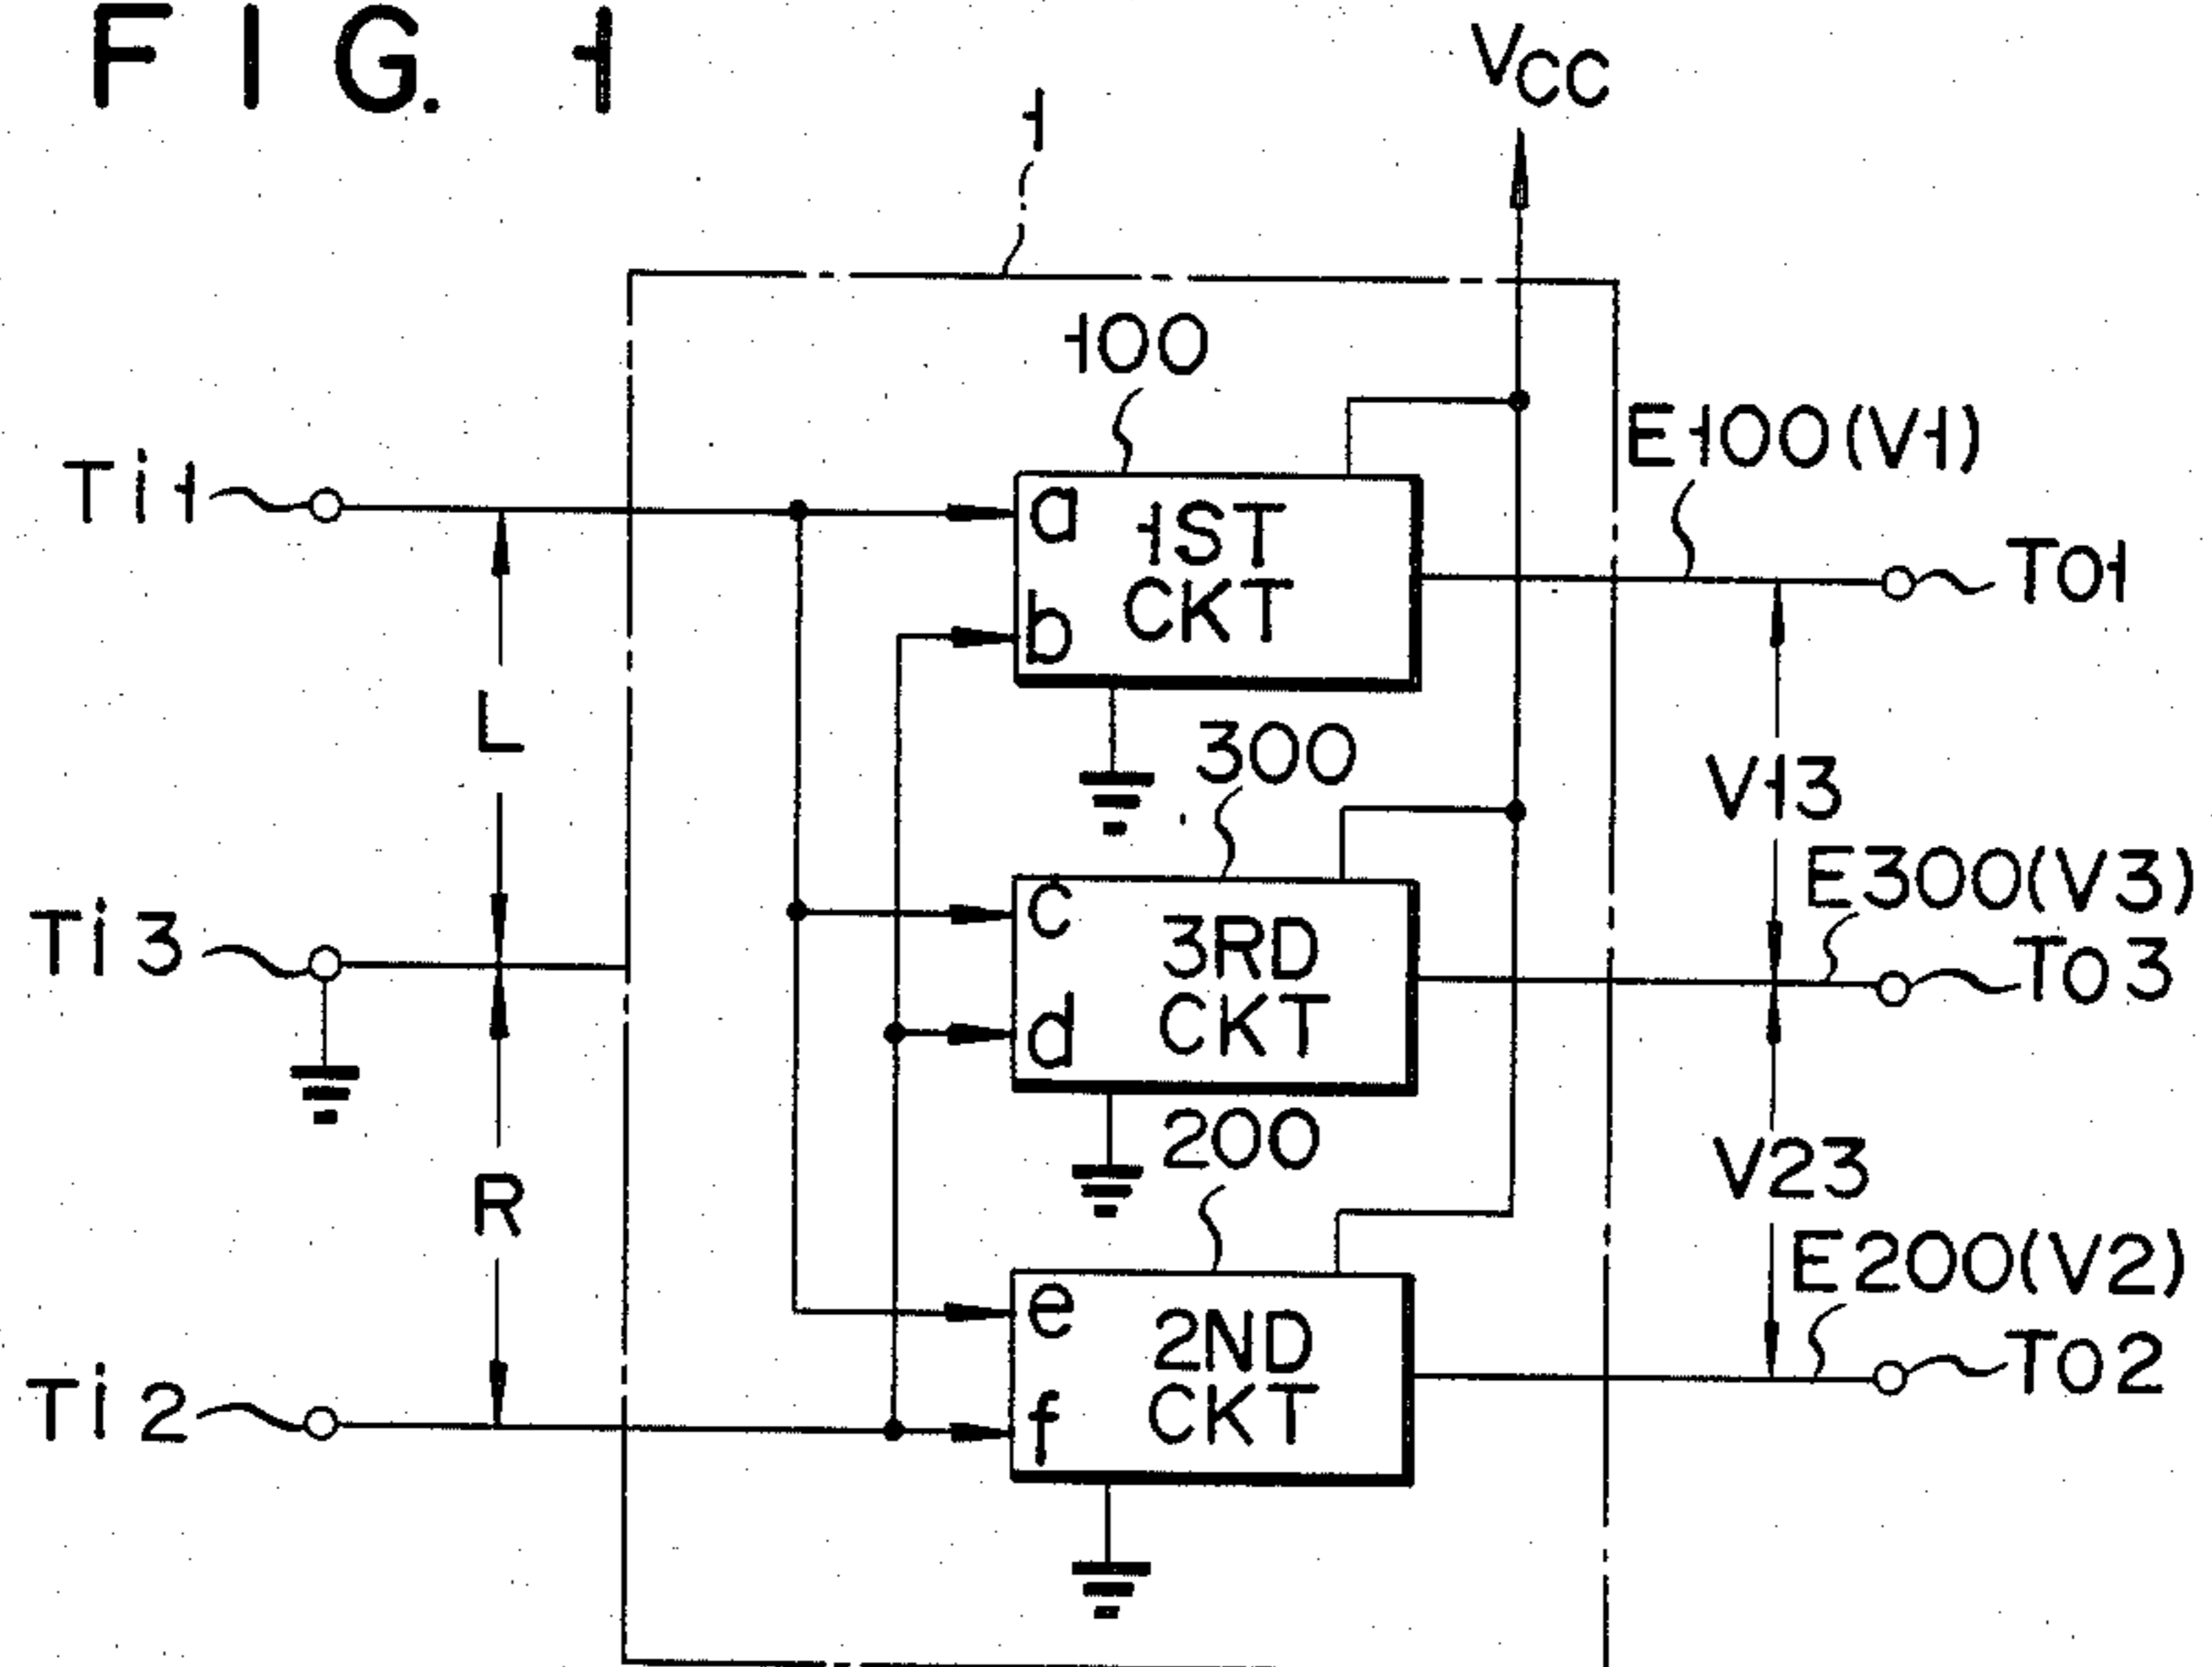 FIG. 1
VCC
1
100
E100(V1)
Ti1
a
1ST
CKT
b
TO1
L
300
V13
E300(V3)
Ti3
c
3RD
CKT
d
TO3
200
R
V23
E200(V2)
e
2ND
CKT
f
TO2
Ti2